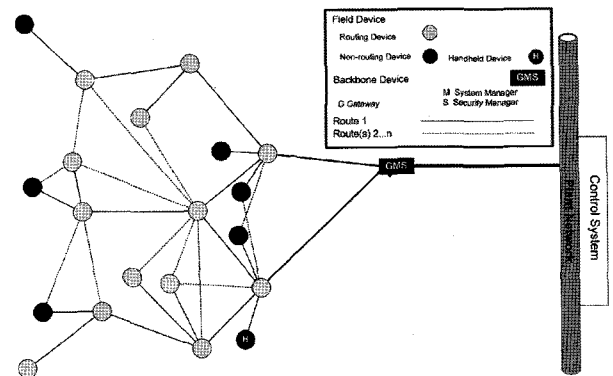 Field Device
Routing Device
Non-routing Device Handheld Device H
Backbone Device GMS
M System Manager
G Gateway S Security Manager
Route 1
Route(s) 2...n
GMS
Control System
H